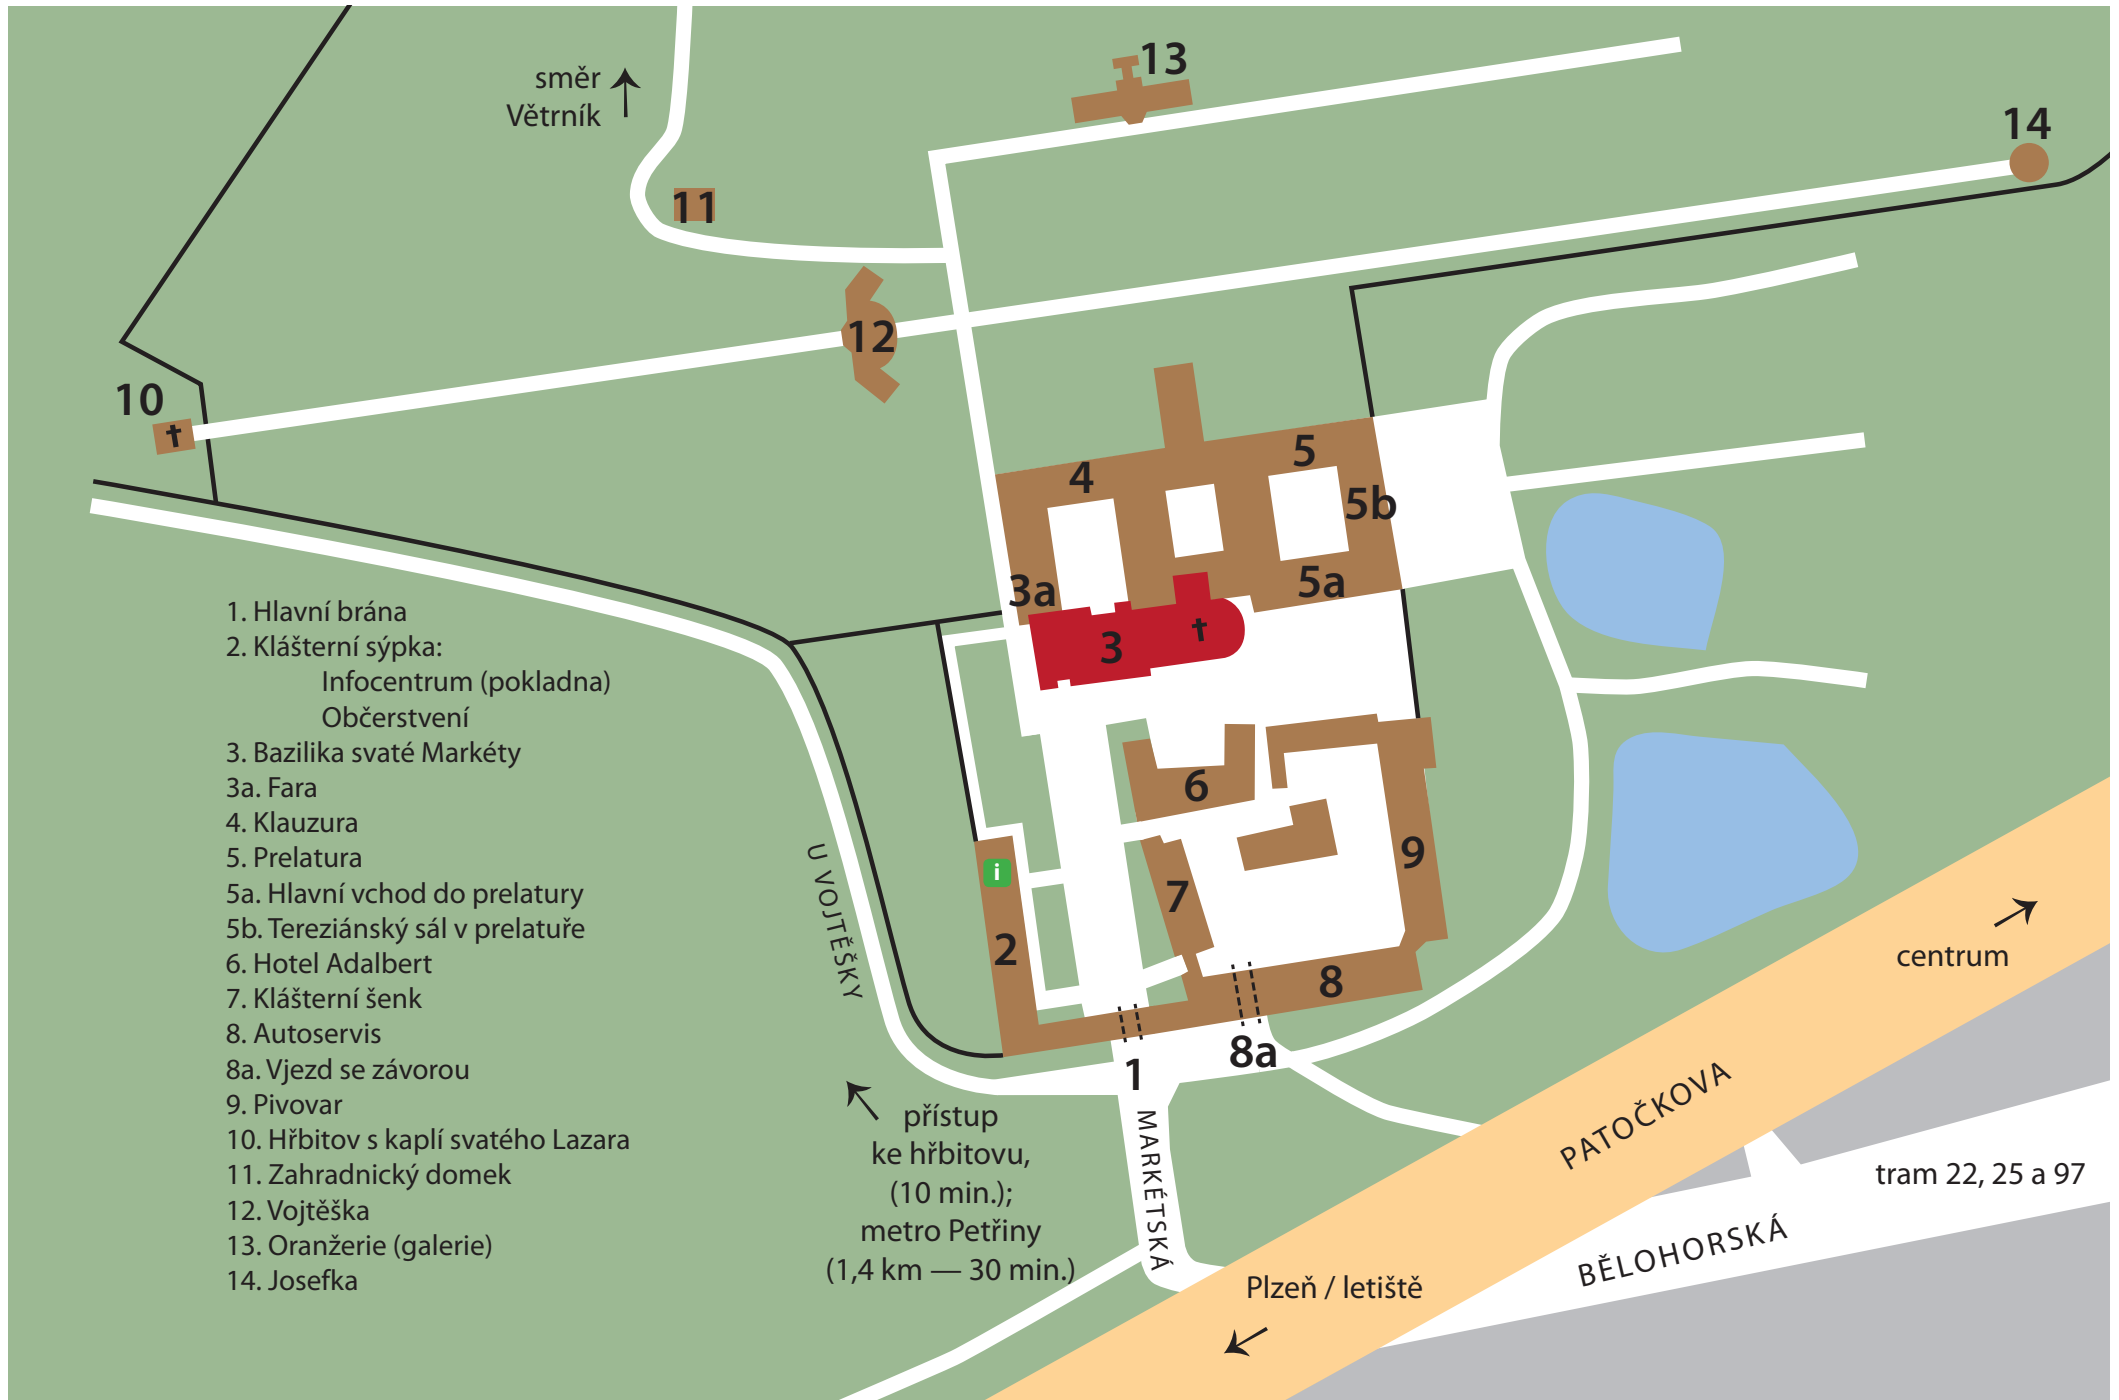 13
směr
Větrník
14
11
12
10
5
4
5b
3a
5a
3
1. Hlavní brána
2. Klášterní sýpka:
Infocentrum (pokladna)
Občerstvení
3. Bazilika svaté Markéty
3a. Fara
4. Klauzura
5. Prelatura
5a. Hlavní vchod do prelatury
5b. Tereziánský sál v prelatuře
6. Hotel Adalbert
7. Klášterní šenk
8. Autoservis
8a. Vjezd se závorou
9. Pivovar
10. Hřbitov s kaplí svatého Lazara
11. Zahradnický domek
12. Vojtěška
13. Oranžerie (galerie)
14. Josefka
6
9
i
7
2
8
U VOJTĚŠKY
centrum
1
8a
přístup
ke hřbitovu,
(10 min.);
metro Petřiny
(1,4 km — 30 min.)
MARKÉTSKÁ
PATOČKOVA
tram 22, 25 a 97
BĚLOHORSKÁ
Plzeň / letiště